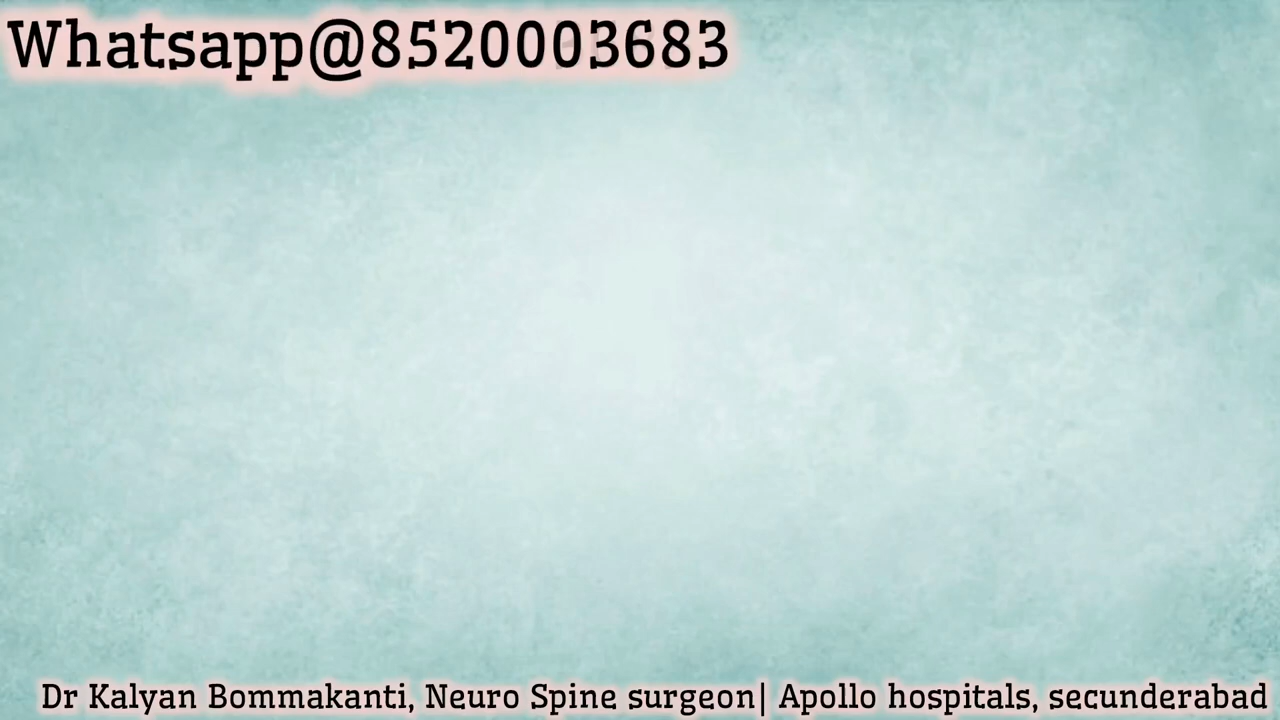 Whatsapp@8520003683
Dr Kalyan Bommakanti, Neuro Spine surgeon| Apollo hospitals, secunderabad